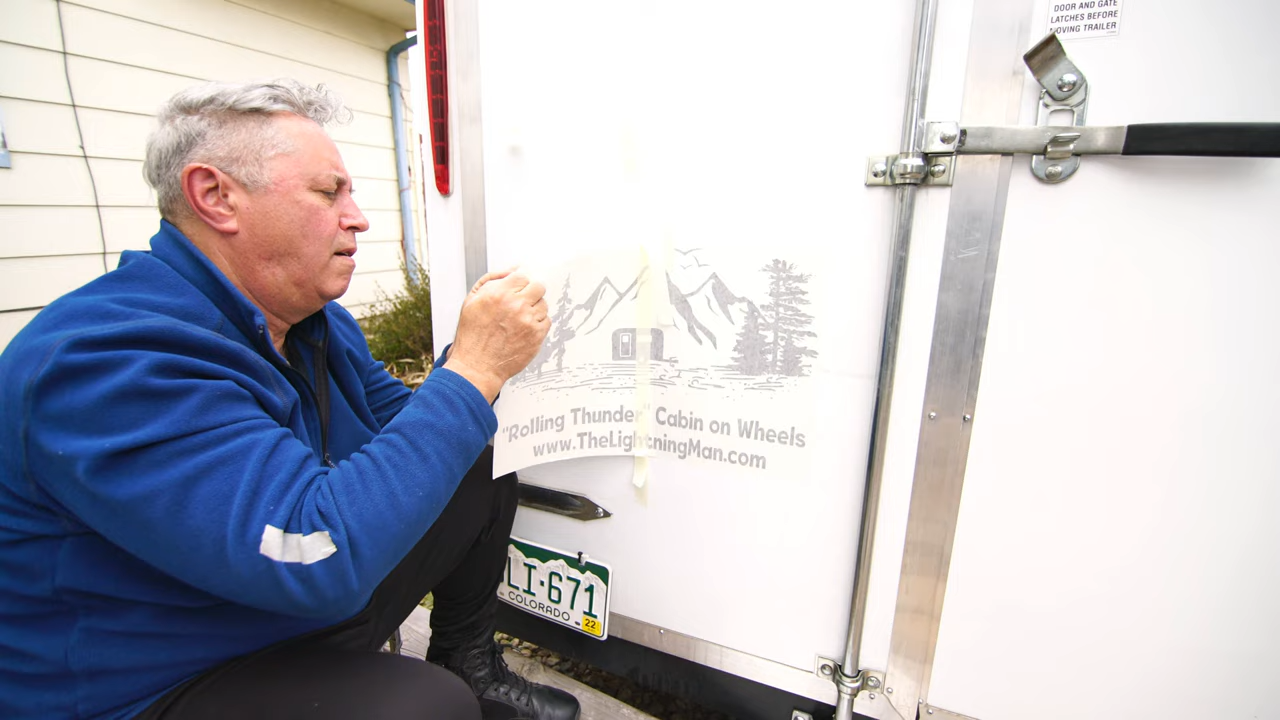 DOOR AND GATE
LATCHES BEFORE
MOVING TRAILER
"Rolling Thunder" Cabin on Wheels
www.TheLightningMan.com
LI·671
COLORADO
22